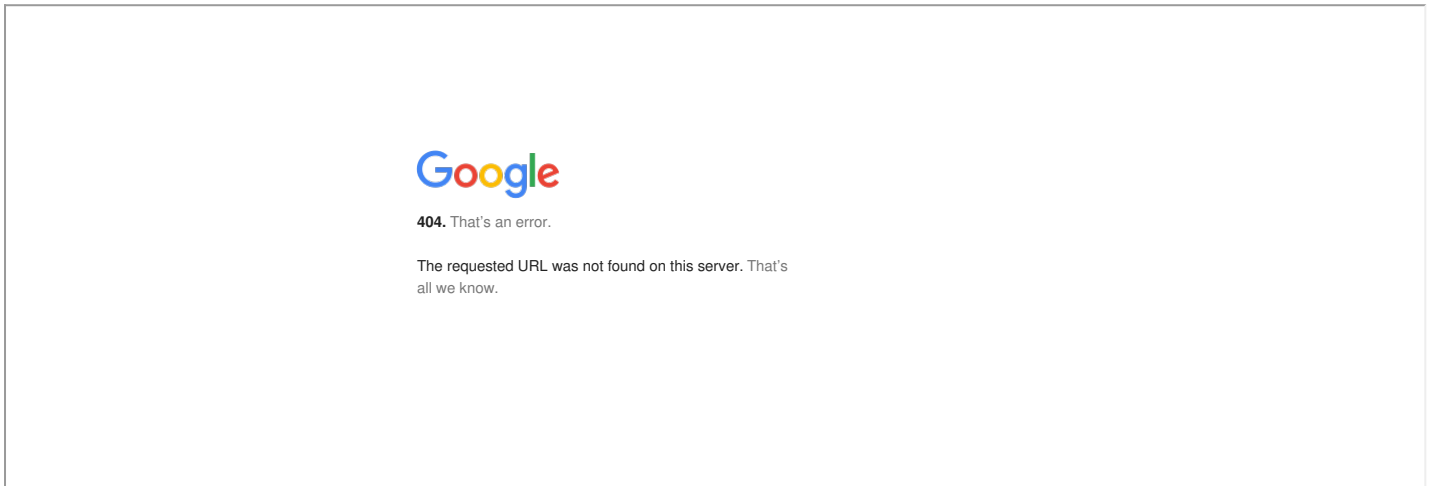 Google
404. That’s an error.
The requested URL was not found on this server. That’s
all we know.